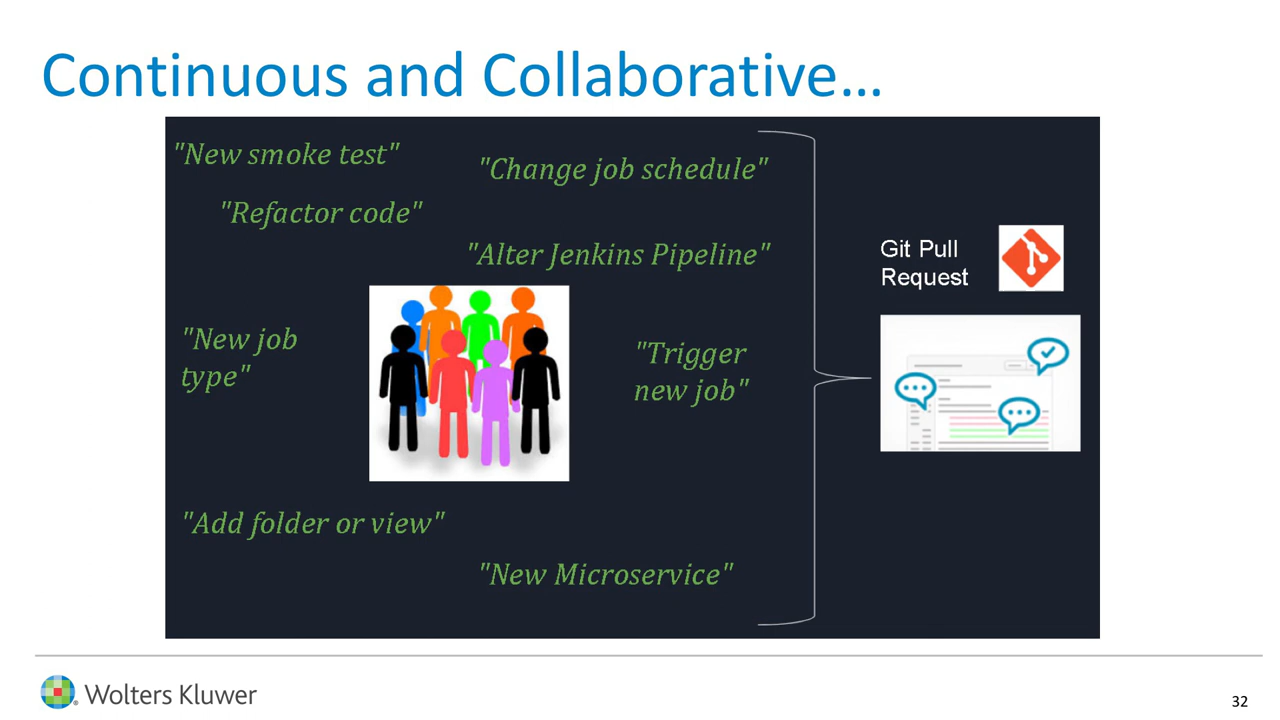 Continuous and Collaborative…
"New smoke test"
"Change job schedule"
"Refactor code"
"Alter Jenkins Pipeline"
Git Pull
Request
"New job
type"
"Trigger
new job"
"Add folder or view"
"New Microservice"
Wolters Kluwer
32